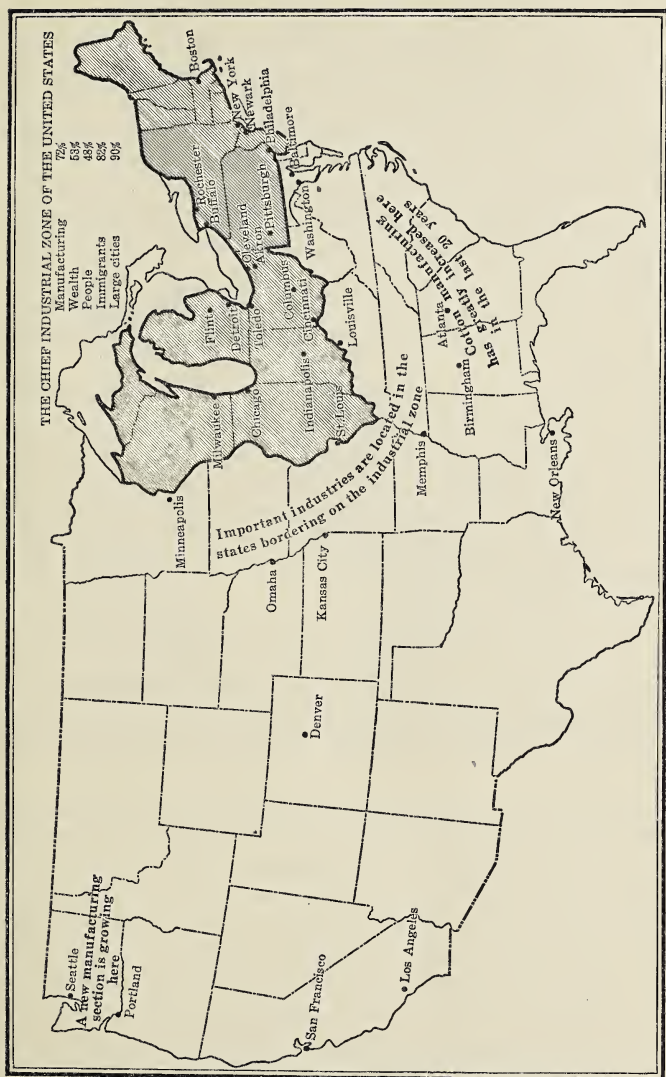 THE CHIEF INDUSTRIAL ZONE OF THE UNITED STATES
Manufacturing 72%
Wealth 53%
People 48%
Immigrants 82%
Large cities 90%
Seattle
A new manufacturing
section is growing
here
Portland
San Francisco
Los Angeles
Denver
Omaha
Kansas City
Minneapolis
Important industries are located in the
states bordering on the industrial zone
Milwaukee
Chicago
Flint
Detroit
Toledo
Indianapolis
St. Louis
Cleveland
Akron
Columbus
Cincinnati
Louisville
Rochester
Buffalo
Pittsburgh
Boston
New York
Newark
Philadelphia
Baltimore
Washington
Memphis
Birmingham
Atlanta
Cotton manufacturing
has greatly increased here
in the last 20 years
New Orleans